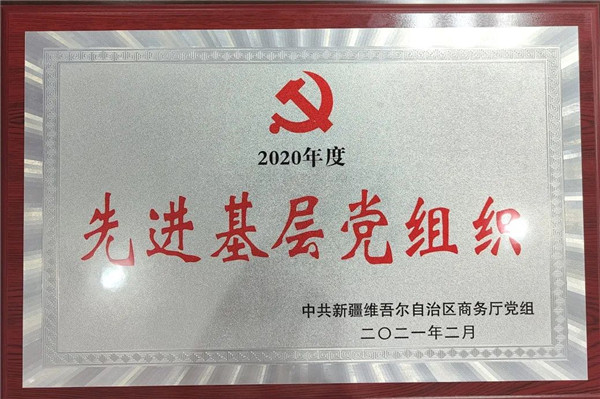 2020年度
先进基层党组织
中共新疆维吾尔自治区商务厅党组
二〇二一年二月